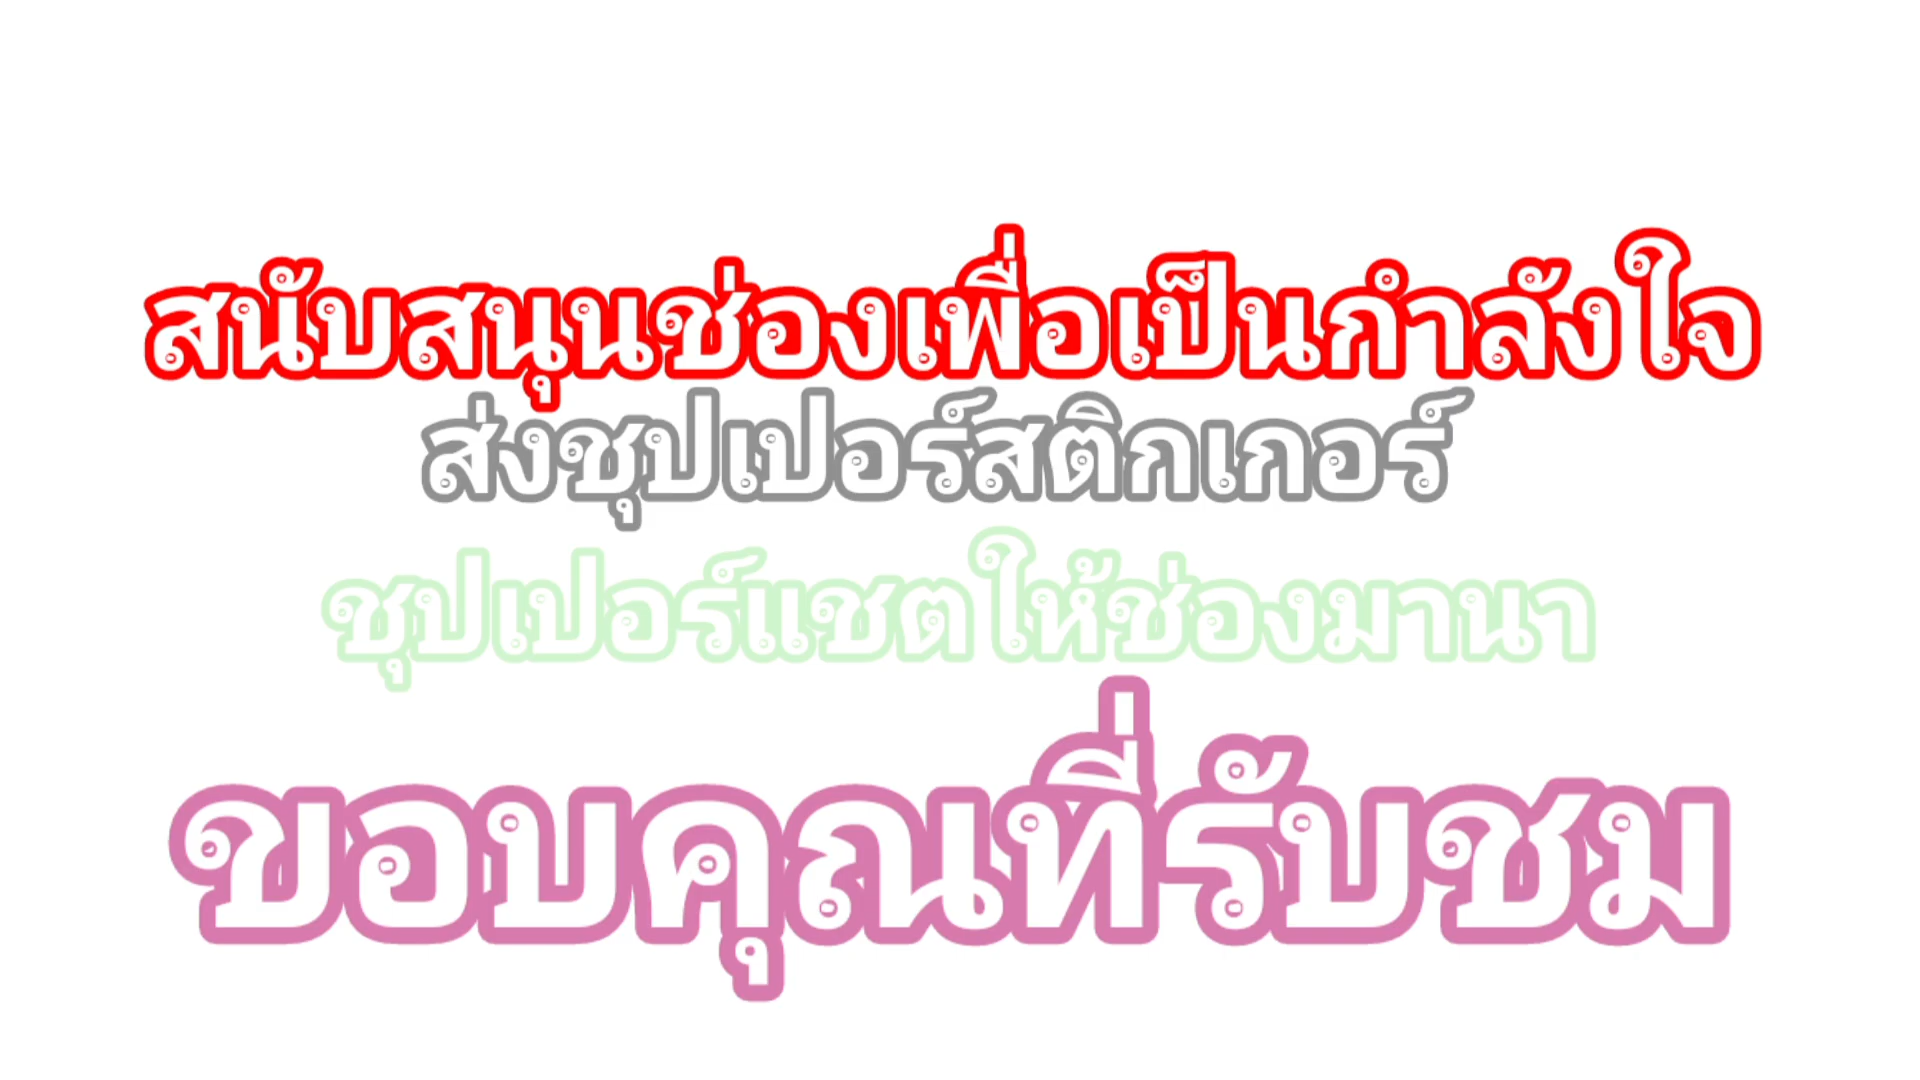 สนับสนุนช่องเพื่อเป็นกำลังใจ
ส่งซุปเปอร์สติกเกอร์
ซุปเปอร์แชตให้ช่องมานา
ขอบคุณที่รับชม